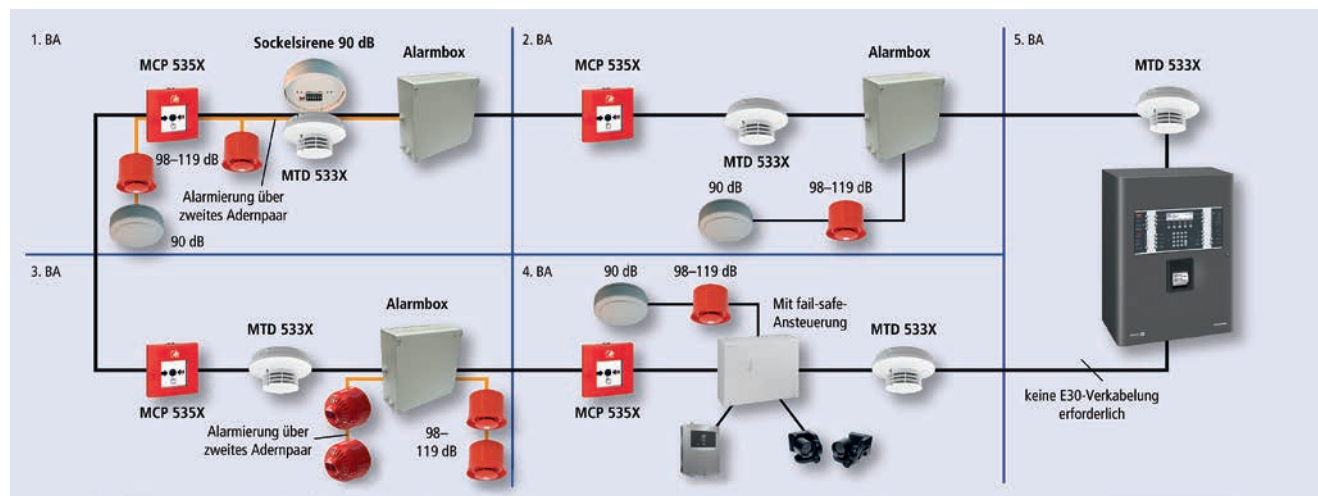 1. BA
MCP 535X
Sockelsirene 90 dB
Alarmbox
98–119 dB
MTD 533X
Alarmierung über
zweites Adernpaar
90 dB
2. BA
MCP 535X
Alarmbox
MTD 533X
90 dB
98–119 dB
5. BA
MTD 533X
3. BA
Alarmbox
MTD 533X
MCP 535X
Alarmierung über
zweites Adernpaar
98–
119 dB
4. BA
90 dB
98–119 dB
Mit fail-safe-
Ansteuerung
MTD 533X
MCP 535X
keine E30-Verkabelung
erforderlich